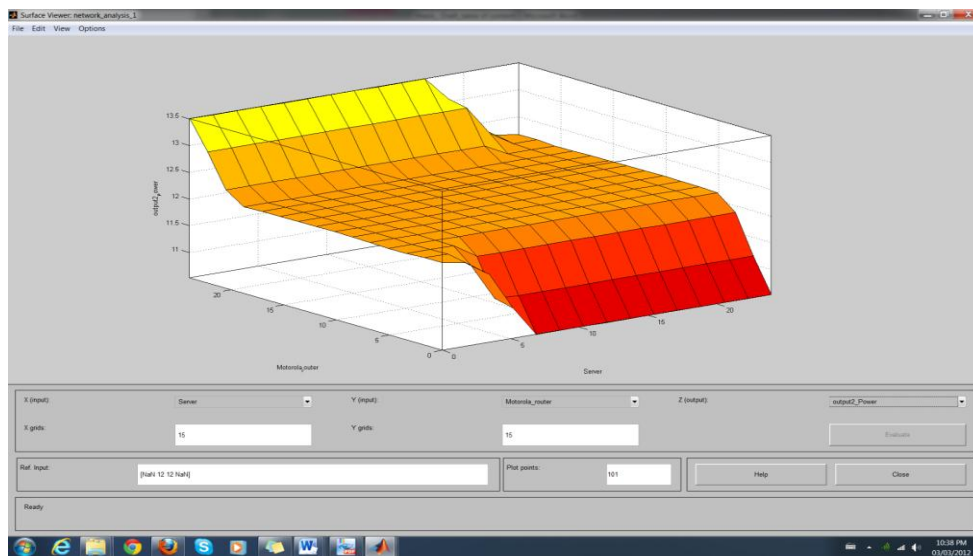 Surface Viewer: network_analysis_1
File Edit View Options
13.5
13
12.5
12
11.5
11
output2_Power
20
15
10
5
0
Motorola_router
0
5
10
15
20
Server
X (input): Server Y (input): Motorola_router Z (output): output2_Power
X grids: 15 Y grids: 15 Evaluate
Ref. Input: [NaN 12 12 NaN] Plot points: 101 Help Close
Ready
10:38 PM
03/03/2012